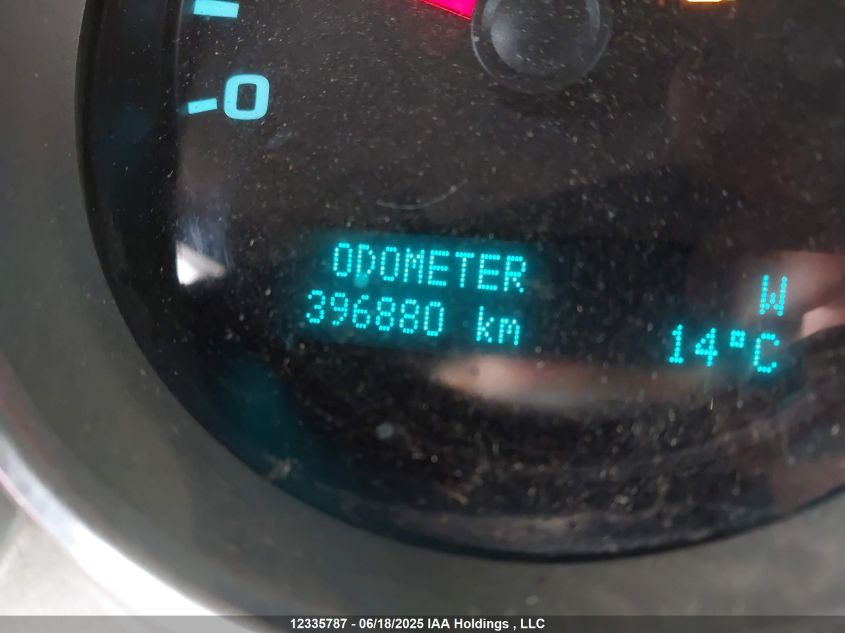 0
ODOMETER
W
396880 km
14°C
12335787 - 06/18/2025 IAA Holdings , LLC